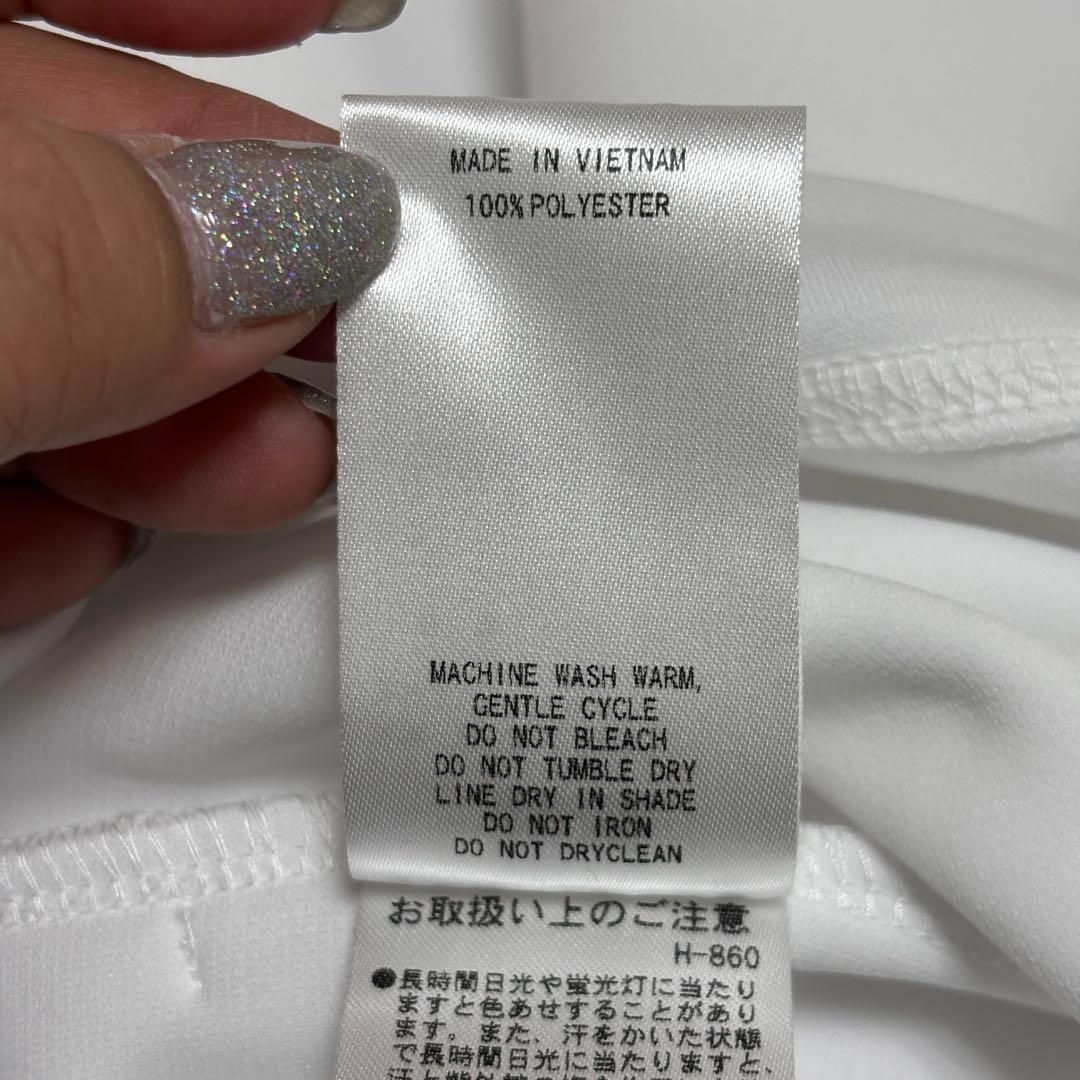 MADE IN VIETNAM
100% POLYESTER
MACHINE WASH WARM,
GENTLE CYCLE
DO NOT BLEACH
DO NOT TUMBLE DRY
LINE DRY IN SHADE
DO NOT IRON
DO NOT DRYCLEAN
お取扱い上のご注意
H-860
●長時間日光や蛍光灯に当たり
ますと色あせすることがあり
ます。また、汗をかいた状態
で長時間日光に当たりますと、